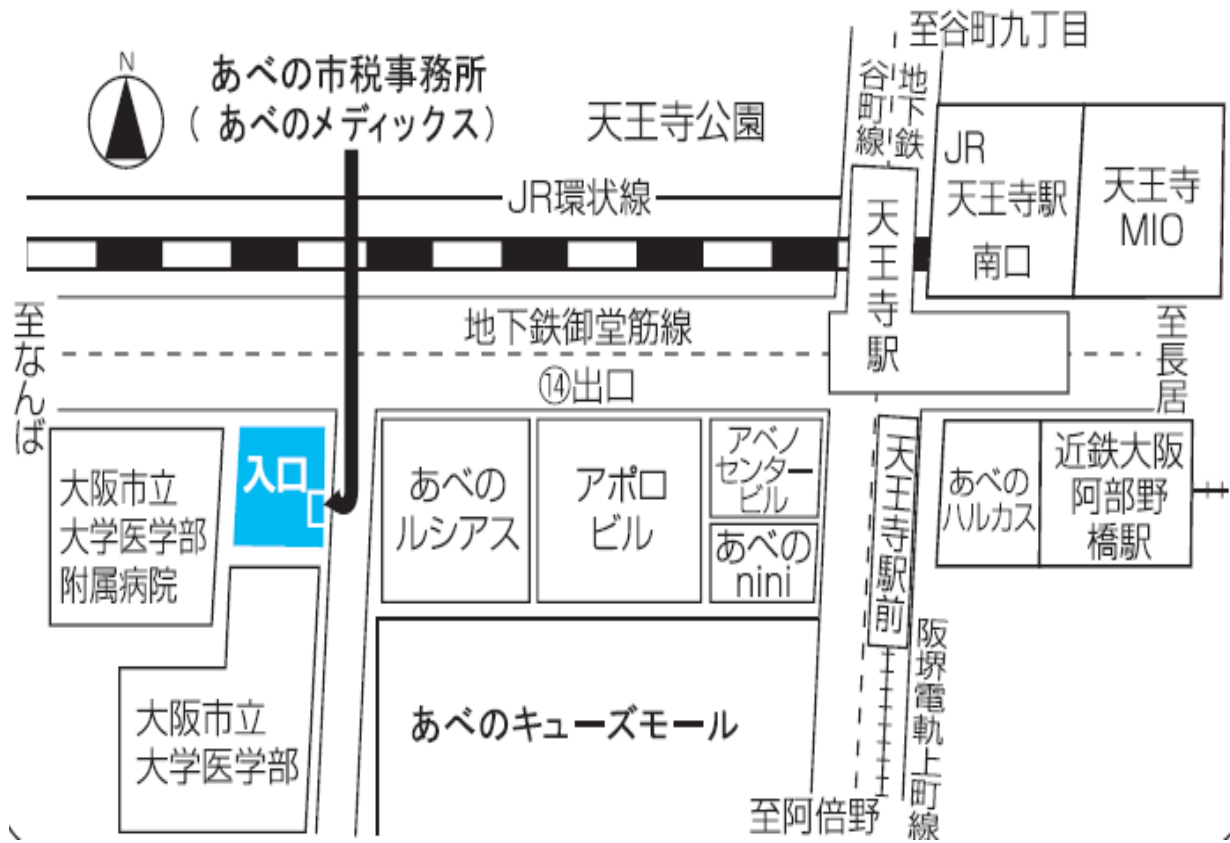 至谷町九丁目
N
あべの市税事務所
(あべのメディックス)
天王寺公園
谷町線
地下鉄
JR
天王寺駅
南口
天王寺
MIO
JR環状線
天王寺駅
至なんば
地下鉄御堂筋線
至長居
⑭出口
入口
大阪市立
大学医学部
附属病院
あべの
ルシアス
アポロ
ビル
アベノ
センター
ビル
あべの
nini
天王寺駅前
あべの
ハルカス
近鉄大阪
阿部野
橋駅
大阪市立
大学医学部
あべのキューズモール
阪堺電軌上町線
至阿倍野